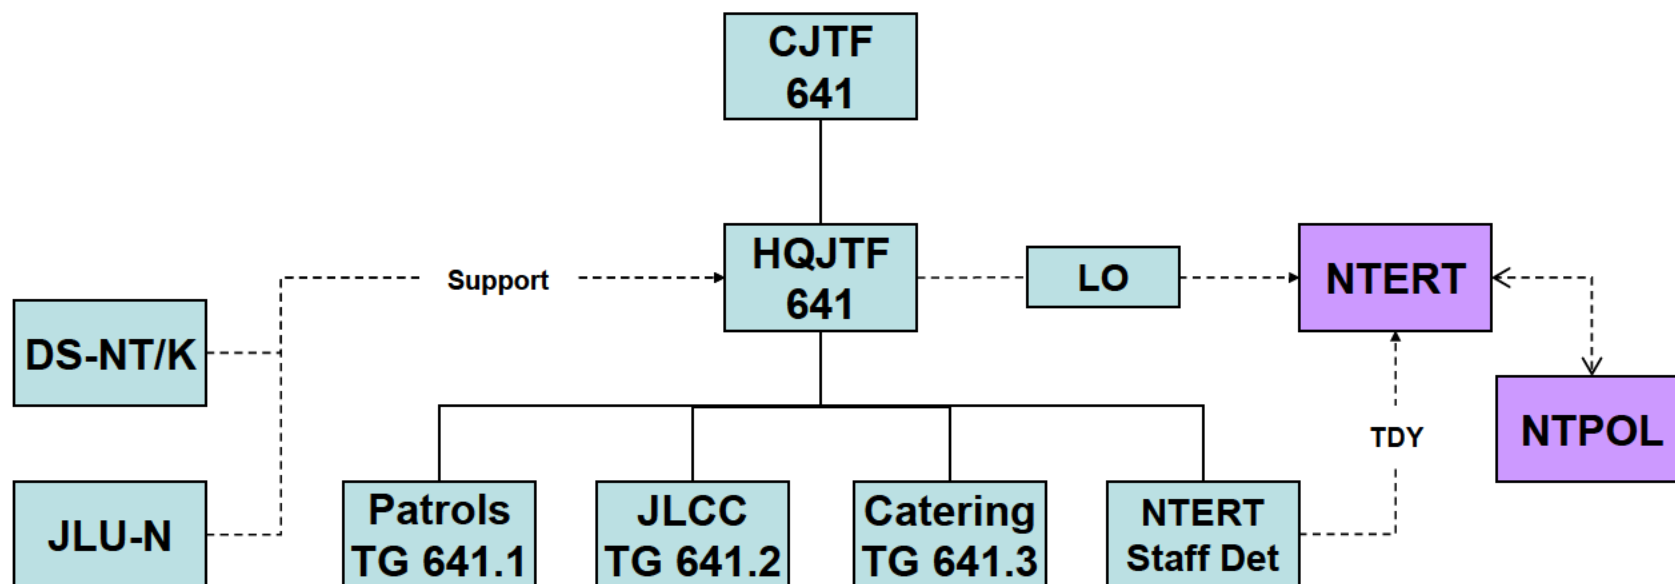 CJTF
641
Support
HQJTF
641
LO
NTERT
DS-NT/K
TDY
NTPOL
JLU-N
Patrols
TG 641.1
JLCC
TG 641.2
Catering
TG 641.3
NTERT
Staff Det